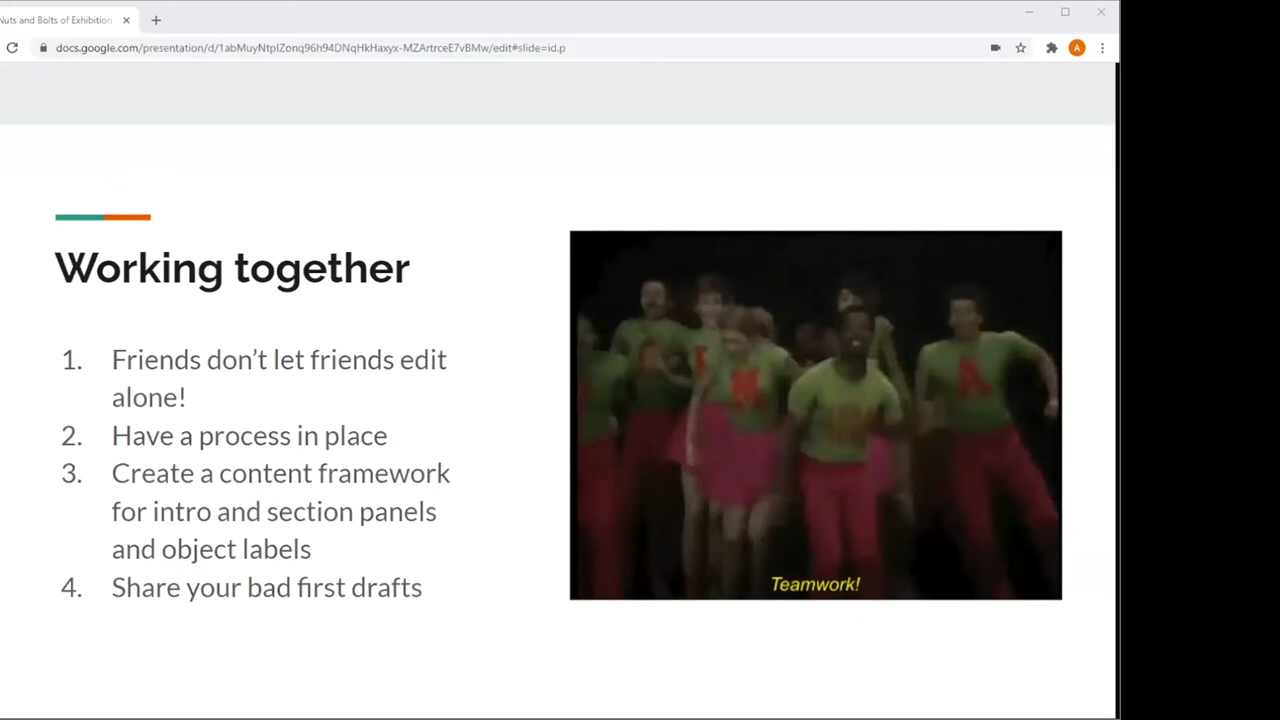 Nuts and Bolts of Exhibition
docs.google.com/presentation/d/1abMuyNtpIZonq96h94DNqHkHaxyx-MZArtrceE7vBMw/edit#slide=id.p
A
Working together
1. Friends don’t let friends edit
alone!
2. Have a process in place
3. Create a content framework
for intro and section panels
and object labels
4. Share your bad first drafts
M
A
Teamwork!